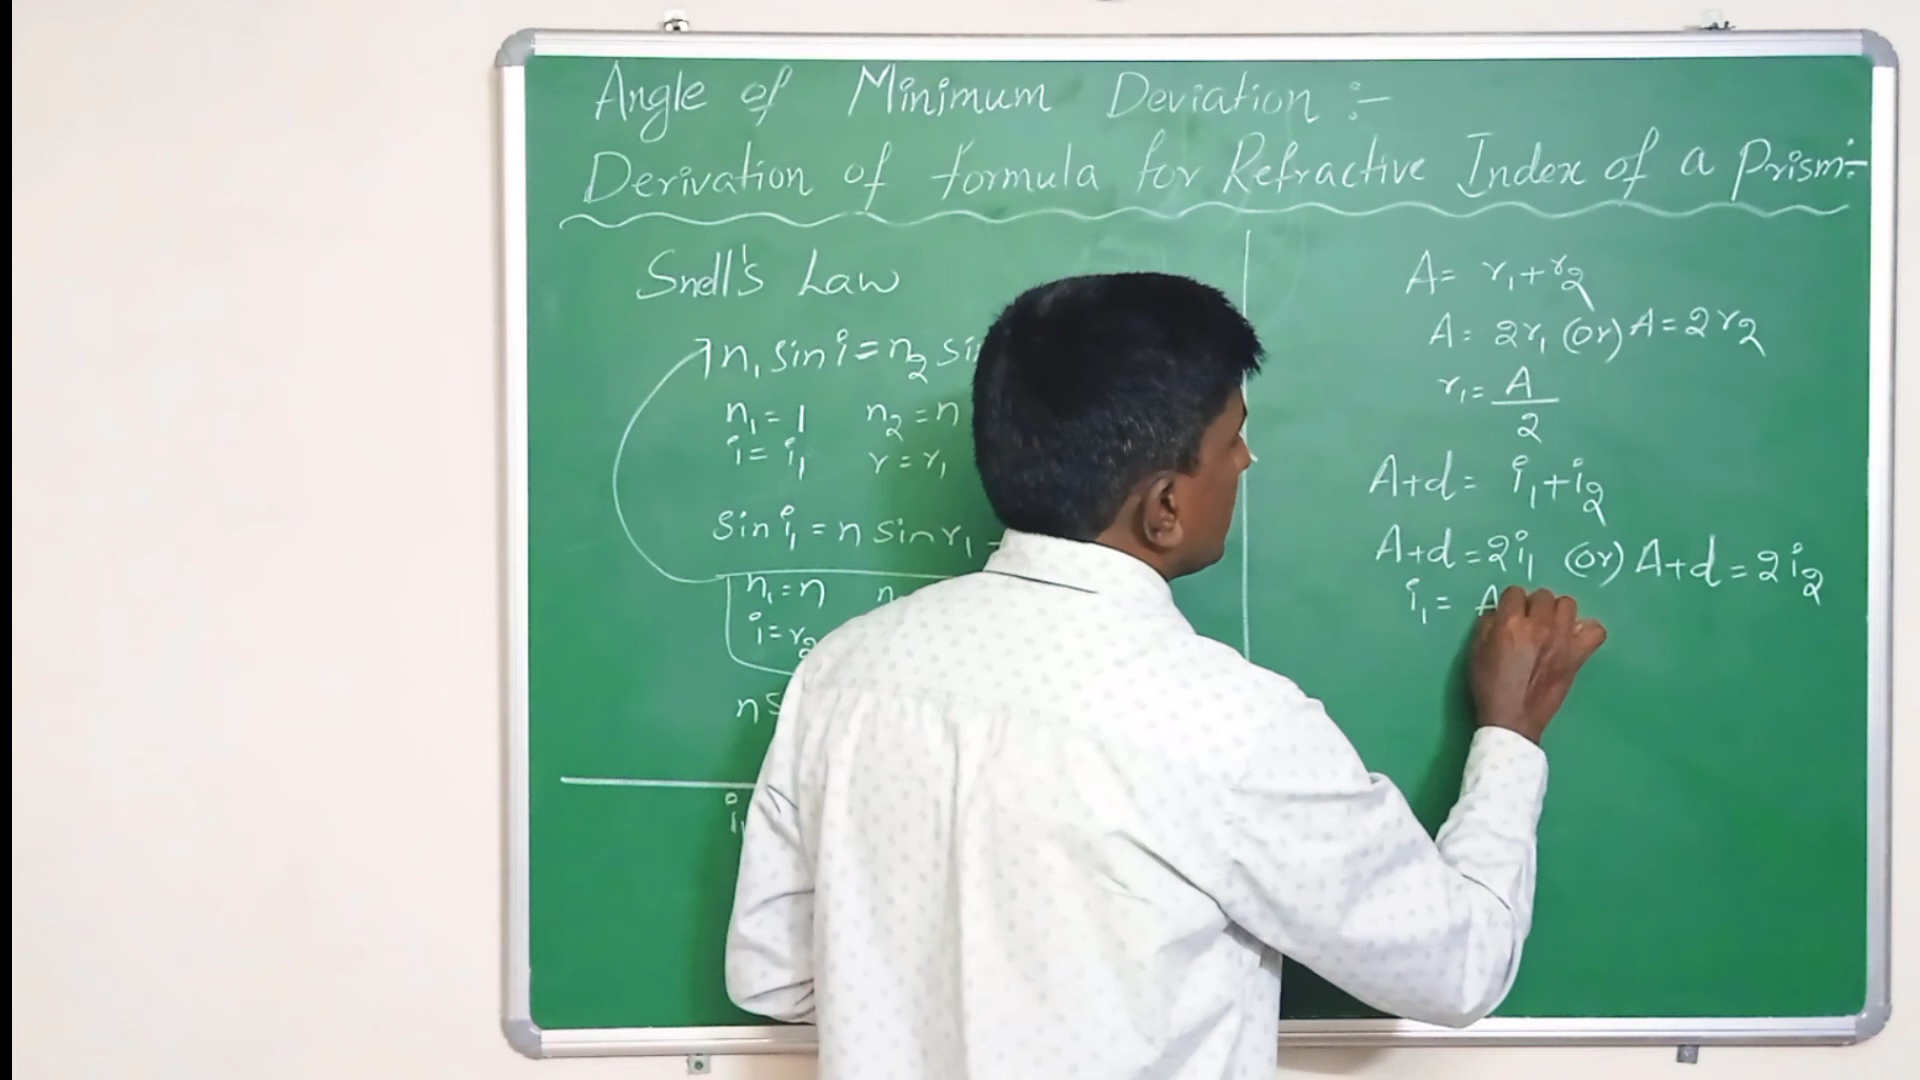 Angle of Minimum Deviation :-
Derivation of formula for Refractive Index of a Prism:-
Snell's Law
n₁ sin i = n₂ si
n₁ = 1 n₂ = n
i = i₁ r = r₁
sin i₁ = n sin r₁ -
n₁ = n n
i = r₂
n s
i₁
A = r₁+r₂
A = 2r₁ (or) A = 2r₂
r₁ = A/2
A+d = i₁+i₂
A+d = 2i₁ (or) A+d = 2i₂
i₁ = A